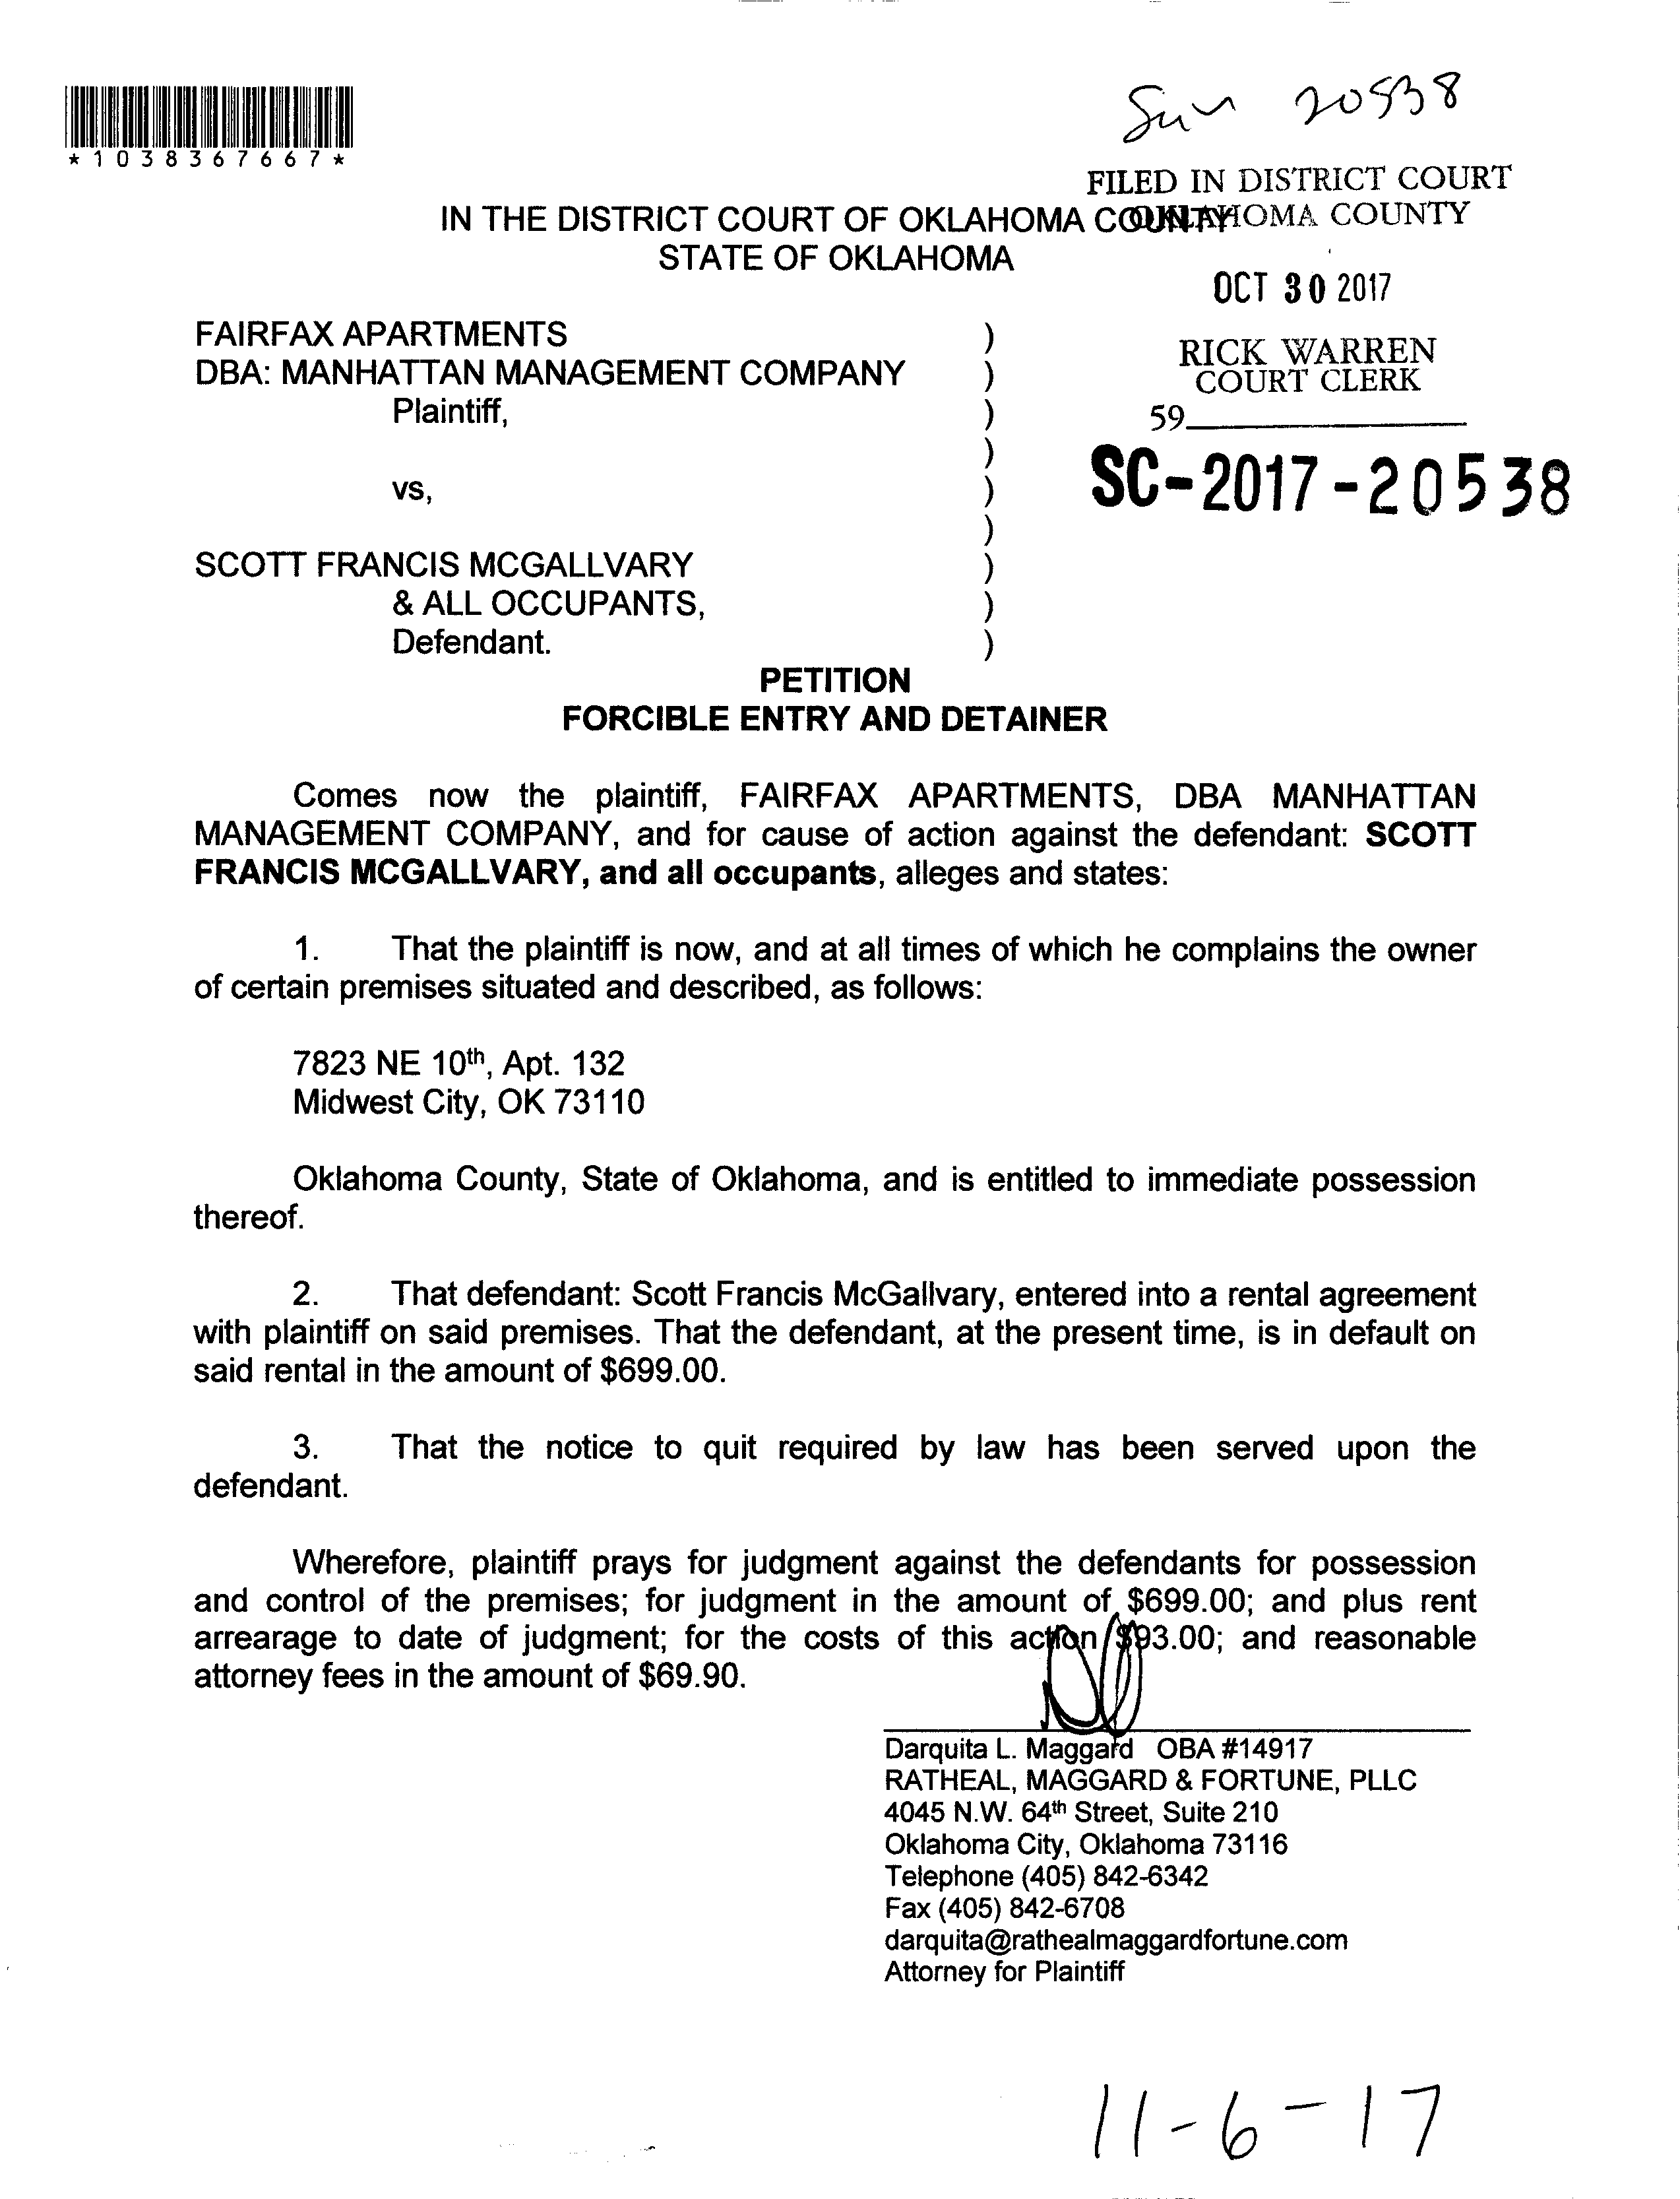 20538
*1038367667*
FILED IN DISTRICT COURT
OKLAHOMA COUNTY
IN THE DISTRICT COURT OF OKLAHOMA COUNTY
STATE OF OKLAHOMA
OCT 30 2017
FAIRFAX APARTMENTS )
DBA: MANHATTAN MANAGEMENT COMPANY )
Plaintiff, )
)
vs, )
)
SCOTT FRANCIS MCGALLVARY )
& ALL OCCUPANTS, )
Defendant. )
RICK WARREN
COURT CLERK
59
SC-2017-20538
PETITION
FORCIBLE ENTRY AND DETAINER
Comes now the plaintiff, FAIRFAX APARTMENTS, DBA MANHATTAN
MANAGEMENT COMPANY, and for cause of action against the defendant: SCOTT
FRANCIS MCGALLVARY, and all occupants, alleges and states:
1. That the plaintiff is now, and at all times of which he complains the owner
of certain premises situated and described, as follows:
7823 NE 10th, Apt. 132
Midwest City, OK 73110
Oklahoma County, State of Oklahoma, and is entitled to immediate possession
thereof.
2. That defendant: Scott Francis McGallvary, entered into a rental agreement
with plaintiff on said premises. That the defendant, at the present time, is in default on
said rental in the amount of $699.00.
3. That the notice to quit required by law has been served upon the
defendant.
Wherefore, plaintiff prays for judgment against the defendants for possession
and control of the premises; for judgment in the amount of $699.00; and plus rent
arrearage to date of judgment; for the costs of this action $93.00; and reasonable
attorney fees in the amount of $69.90.
Darquita L. Maggard OBA #14917
RATHEAL, MAGGARD & FORTUNE, PLLC
4045 N.W. 64th Street, Suite 210
Oklahoma City, Oklahoma 73116
Telephone (405) 842-6342
Fax (405) 842-6708
darquita@rathealmaggardfortune.com
Attorney for Plaintiff
11-6-17